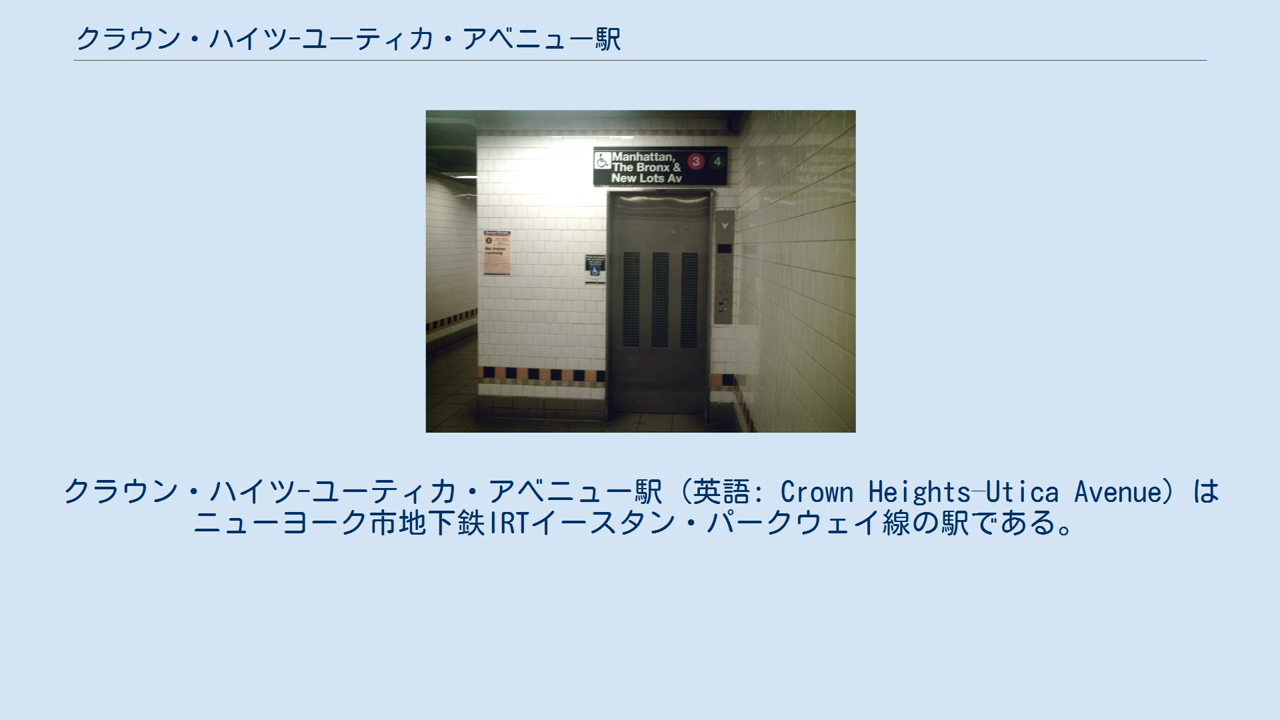 クラウン・ハイツ-ユーティカ・アベニュー駅
Manhattan,
The Bronx &
New Lots Av
3 4
クラウン・ハイツ-ユーティカ・アベニュー駅（英語: Crown Heights–Utica Avenue）は
ニューヨーク市地下鉄IRTイースタン・パークウェイ線の駅である。